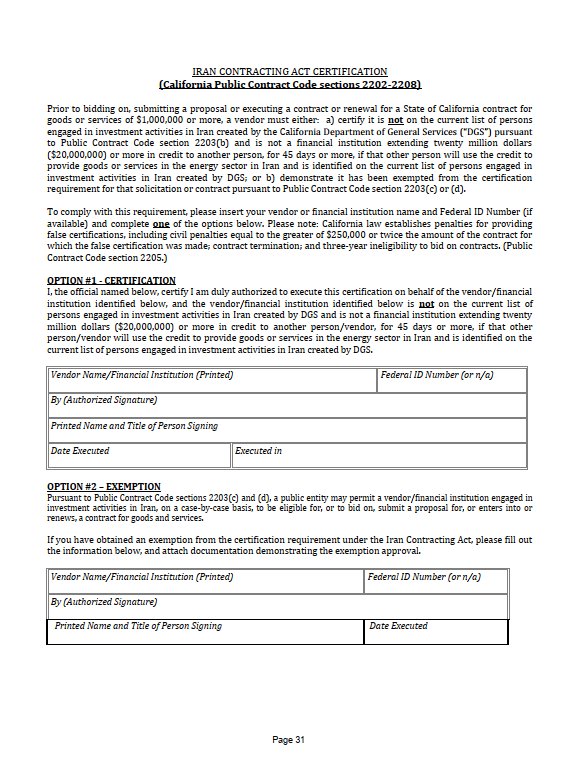 IRAN CONTRACTING ACT CERTIFICATION
(California Public Contract Code sections 2202-2208)
Prior to bidding on, submitting a proposal or executing a contract or renewal for a State of California contract for
goods or services of $1,000,000 or more, a vendor must either: a) certify it is not on the current list of persons
engaged in investment activities in Iran created by the California Department of General Services ("DGS") pursuant
to Public Contract Code section 2203(b) and is not a financial institution extending twenty million dollars
($20,000,000) or more in credit to another person, for 45 days or more, if that other person will use the credit to
provide goods or services in the energy sector in Iran and is identified on the current list of persons engaged in
investment activities in Iran created by DGS; or b) demonstrate it has been exempted from the certification
requirement for that solicitation or contract pursuant to Public Contract Code section 2203(c) or (d).
To comply with this requirement, please insert your vendor or financial institution name and Federal ID Number (if
available) and complete one of the options below. Please note: California law establishes penalties for providing
false certifications, including civil penalties equal to the greater of $250,000 or twice the amount of the contract for
which the false certification was made; contract termination; and three-year ineligibility to bid on contracts. (Public
Contract Code section 2205.)
OPTION #1 - CERTIFICATION
I, the official named below, certify I am duly authorized to execute this certification on behalf of the vendor/financial
institution identified below, and the vendor/financial institution identified below is not on the current list of
persons engaged in investment activities in Iran created by DGS and is not a financial institution extending twenty
million dollars ($20,000,000) or more in credit to another person/vendor, for 45 days or more, if that other
person/vendor will use the credit to provide goods or services in the energy sector in Iran and is identified on the
current list of persons engaged in investment activities in Iran created by DGS.
Vendor Name/Financial Institution (Printed) Federal ID Number (or n/a)
By (Authorized Signature)
Printed Name and Title of Person Signing
Date Executed Executed in
OPTION #2 – EXEMPTION
Pursuant to Public Contract Code sections 2203(c) and (d), a public entity may permit a vendor/financial institution engaged in
investment activities in Iran, on a case-by-case basis, to be eligible for, or to bid on, submit a proposal for, or enters into or
renews, a contract for goods and services.
If you have obtained an exemption from the certification requirement under the Iran Contracting Act, please fill out
the information below, and attach documentation demonstrating the exemption approval.
Vendor Name/Financial Institution (Printed) Federal ID Number (or n/a)
By (Authorized Signature)
Printed Name and Title of Person Signing Date Executed
Page 31